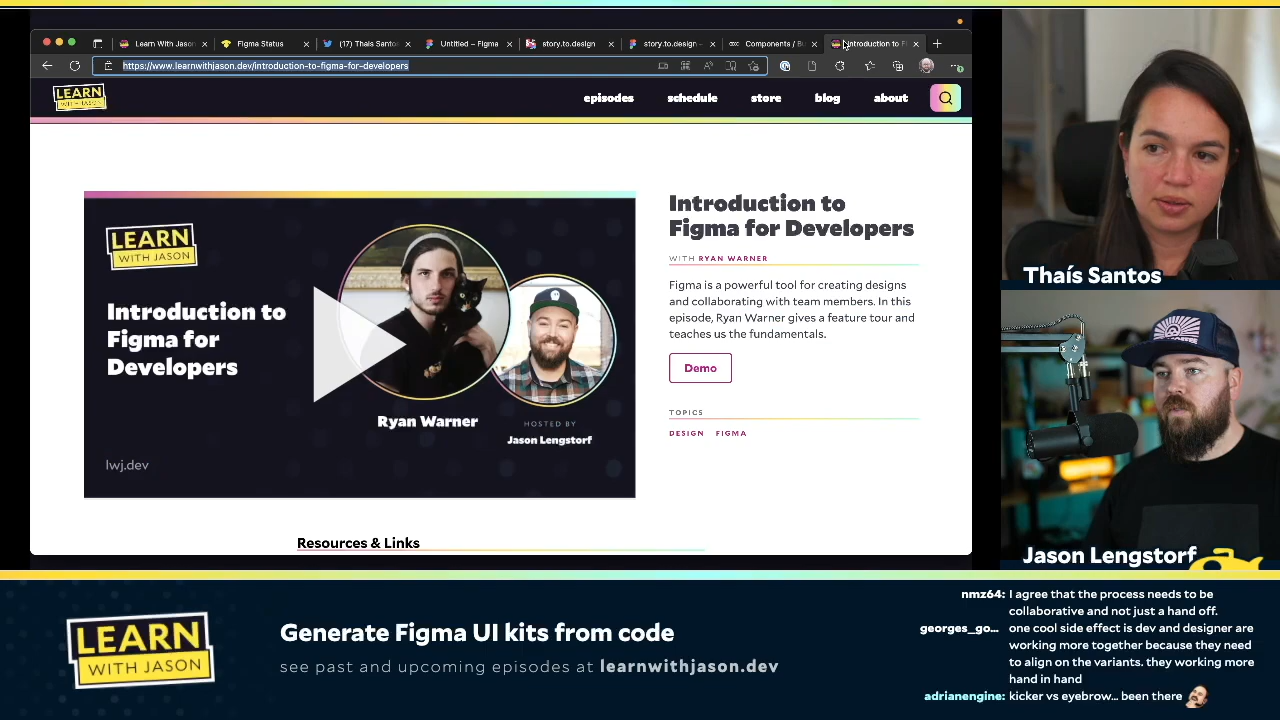 Learn With Jason
Figma Status
(17) Thais Santo
Untitled – Figma
story.to.design
story.to.design –
Components / B
Introduction to F
https://www.learnwithjason.dev/introduction-to-figma-for-developers
LEARN
WITH JASON
episodes
schedule
store
blog
about
LEARN
WITH JASON
Introduction to
Figma for
Developers
Ryan Warner
HOSTED BY
Jason Lengstorf
lwj.dev
Introduction to
Figma for Developers
WITH RYAN WARNER
Figma is a powerful tool for creating designs
and collaborating with team members. In this
episode, Ryan Warner gives a feature tour and
teaches us the fundamentals.
Demo
TOPICS
DESIGN FIGMA
Resources & Links
Thaís Santos
Jason Lengstorf
LEARN
WITH JASON
Generate Figma UI kits from code
see past and upcoming episodes at learnwithjason.dev
nmz64: I agree that the process needs to be
collaborative and not just a hand off.
georges_go... one cool side effect is dev and designer are
working more together because they need
to align on the variants. they working more
hand in hand
adrianengine: kicker vs eyebrow... been there